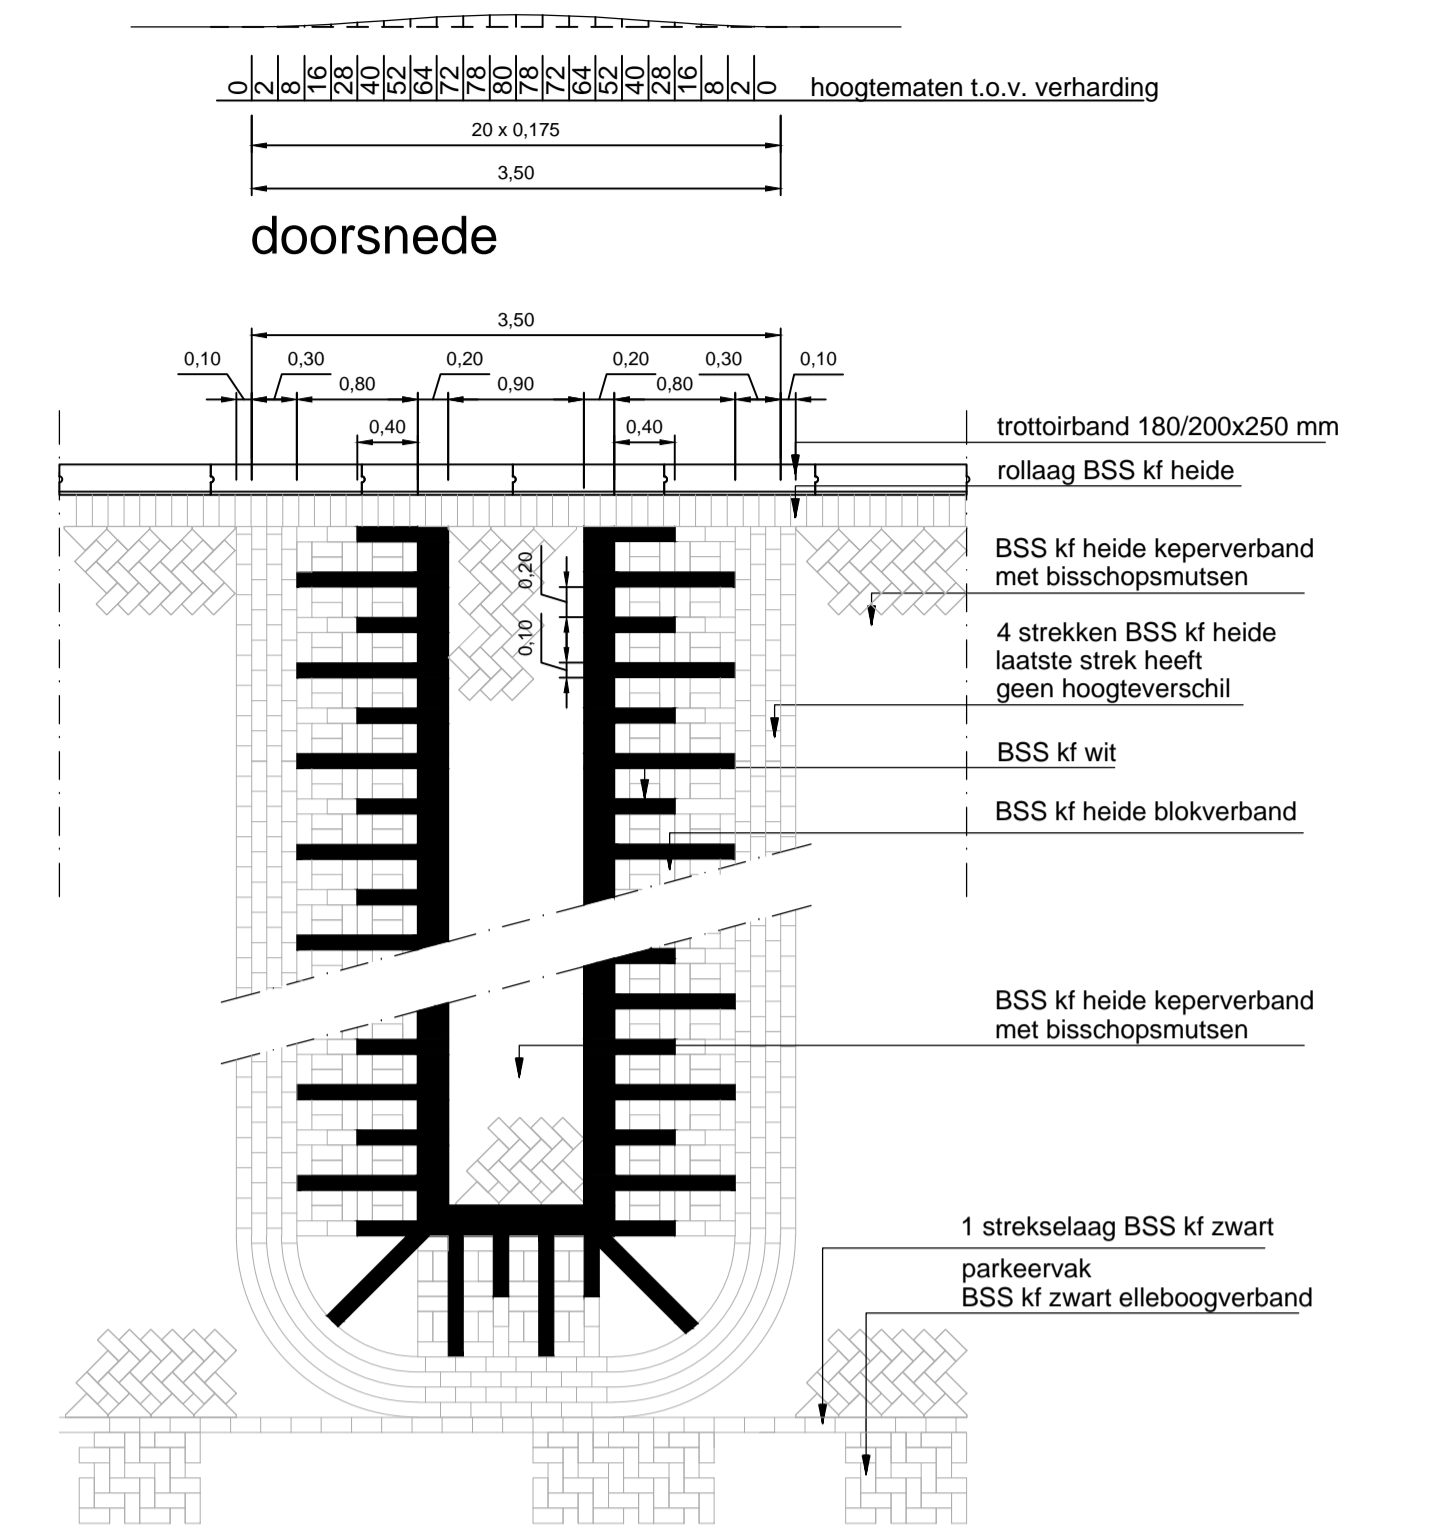 0 2 8 16 28 40 52 64 72 78 80 78 72 64 52 40 28 16 8 2 0 hoogtematen t.o.v. verharding
20 x 0,175
3,50
doorsnede
3,50
0,10 0,30 0,20 0,20 0,30 0,10
0,80 0,90 0,80
0,40 0,40
trottoirband 180/200x250 mm
rollaag BSS kf heide
BSS kf heide keperverband
met bisschopsmutsen
0,20
0,10
4 strekken BSS kf heide
laatste strek heeft
geen hoogteverschil
BSS kf wit
BSS kf heide blokverband
BSS kf heide keperverband
met bisschopsmutsen
1 strekselaag BSS kf zwart
parkeervak
BSS kf zwart elleboogverband